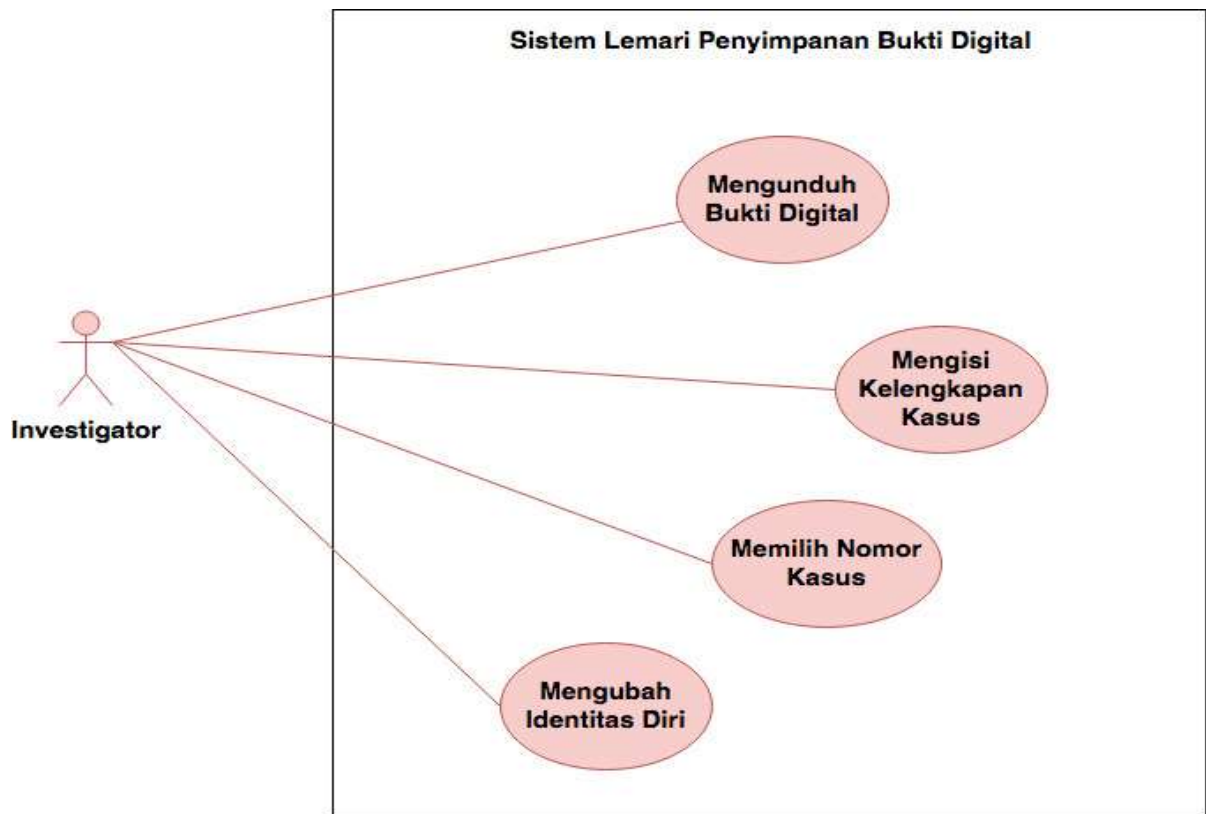 Sistem Lemari Penyimpanan Bukti Digital
Mengunduh
Bukti Digital
Mengisi
Kelengkapan
Kasus
Investigator
Memilih Nomor
Kasus
Mengubah
Identitas Diri